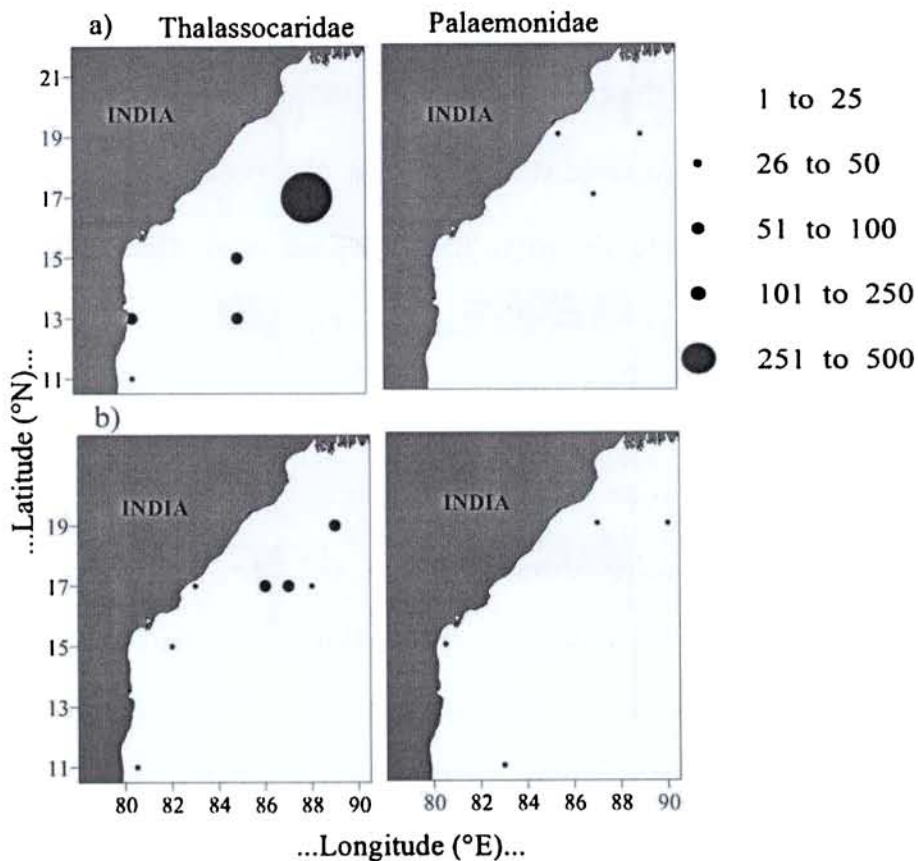 a) Thalassocaridae Palaemonidae
21
19
17
15
13
11
INDIA
INDIA
1 to 25
26 to 50
51 to 100
101 to 250
251 to 500
...Latitude (°N)...
b)
19
17
15
13
11
INDIA
INDIA
80 82 84 86 88 90
80 82 84 86 88 90
...Longitude (°E)...